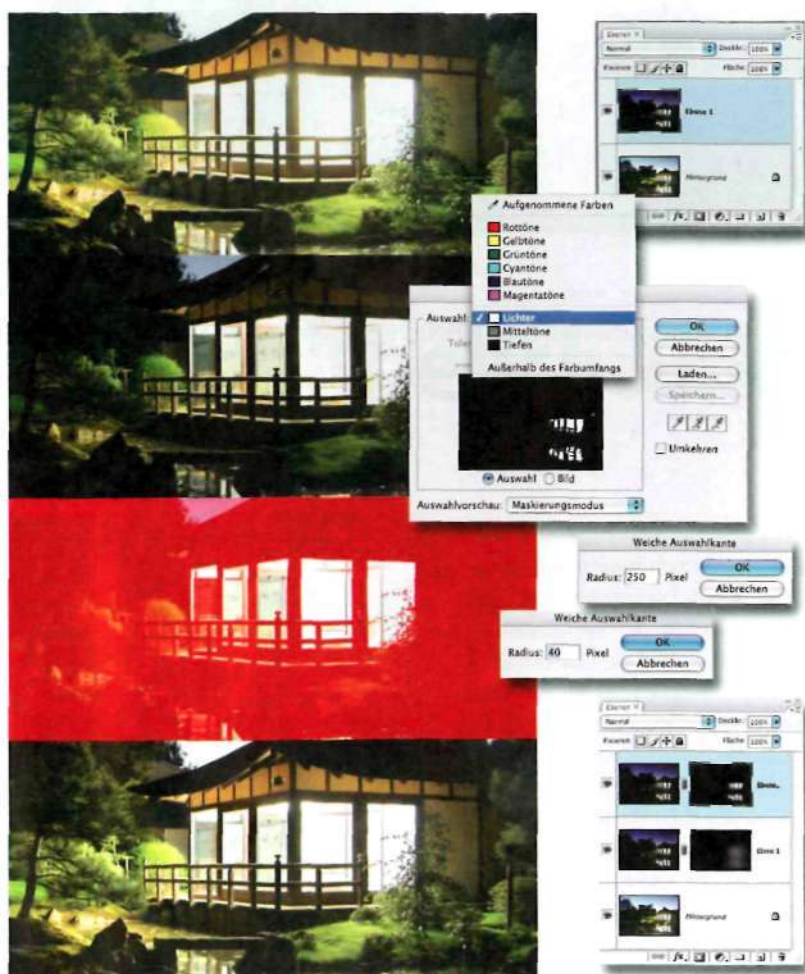 Ebenen ×
Normal Deckkr.: 100%
Fixieren: Fläche: 100%
Ebene 1
Hintergrund
Aufgenommene Farben
Rottöne
Gelbtöne
Grüntöne
Cyantöne
Blautöne
Magentatöne
Auswahl: ✓ Lichter
Mitteltöne
Tiefen
Außerhalb des Farbumfangs
OK
Abbrechen
Laden...
Speichern...
Umkehren
Auswahl Bild
Auswahlvorschau: Maskierungsmodus
Weiche Auswahlkante
Radius: 250 Pixel
OK
Abbrechen
Weiche Auswahlkante
Radius: 40 Pixel
OK
Abbrechen
Ebenen ×
Normal Deckkr.: 100%
Fixieren: Fläche: 100%
Ebene 1
Hintergrund